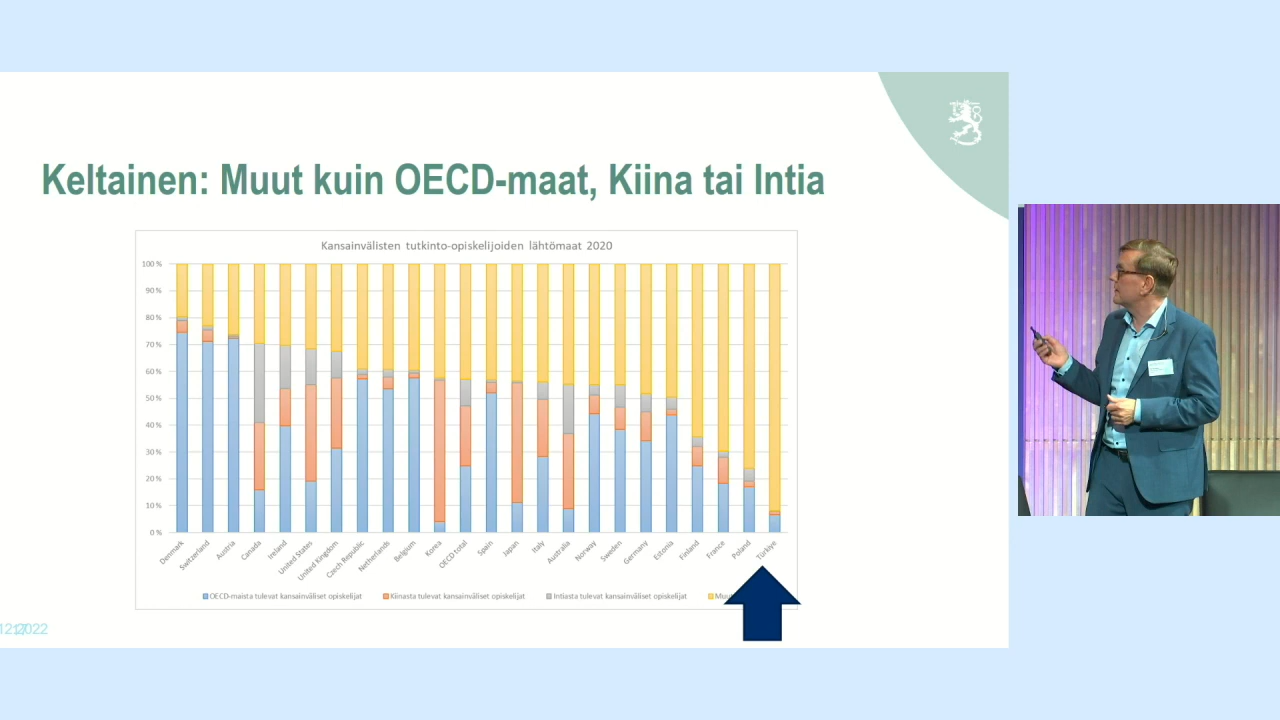 Keltainen: Muut kuin OECD-maat, Kiina tai Intia
Kansainvälisten tutkinto-opiskelijoiden lähtömaat 2020
100 %
90 %
80 %
70 %
60 %
50 %
40 %
30 %
20 %
10 %
0 %
Denmark
Switzerland
Austria
Canada
Ireland
United States
United Kingdom
Czech Republic
Netherlands
Belgium
Korea
OECD total
Spain
Japan
Italy
Australia
Norway
Sweden
Germany
Estonia
Finland
France
Poland
Türkiye
OECD-maista tulevat kansainväliset opiskelijat
Kiinasta tulevat kansainväliset opiskelijat
Intiasta tulevat kansainväliset opiskelijat